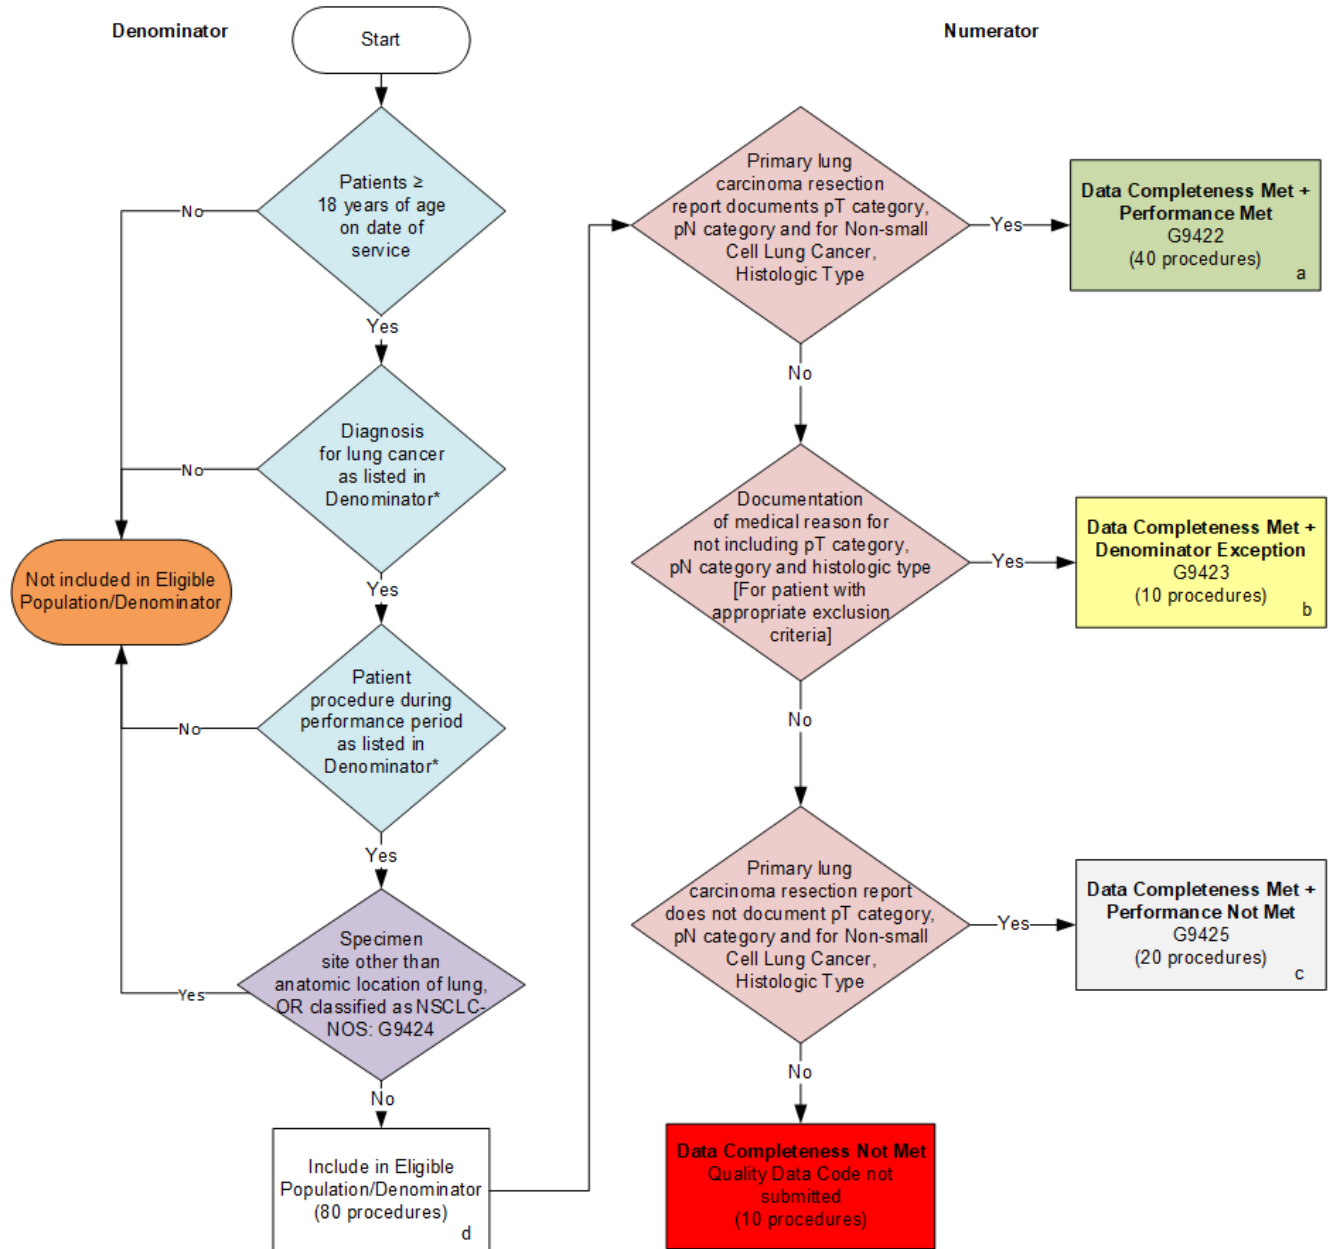 Denominator
Start
Numerator
Patients ≥
18 years of age
on date of
service
No
Yes
Diagnosis
for lung cancer
as listed in
Denominator*
No
Yes
Not included in Eligible
Population/Denominator
Patient
procedure during
performance period
as listed in
Denominator*
No
Yes
Specimen
site other than
anatomic location of lung,
OR classified as NSCLC-
NOS: G9424
Yes
No
Include in Eligible
Population/Denominator
(80 procedures)
d
Primary lung
carcinoma resection
report documents pT category,
pN category and for Non-small
Cell Lung Cancer,
Histologic Type
Yes
Data Completeness Met +
Performance Met
G9422
(40 procedures)
a
No
Documentation
of medical reason for
not including pT category,
pN category and histologic type
[For patient with
appropriate exclusion
criteria]
Yes
Data Completeness Met +
Denominator Exception
G9423
(10 procedures)
b
No
Primary lung
carcinoma resection report
does not document pT category,
pN category and for Non-small
Cell Lung Cancer,
Histologic Type
Yes
Data Completeness Met +
Performance Not Met
G9425
(20 procedures)
c
No
Data Completeness Not Met
Quality Data Code not
submitted
(10 procedures)